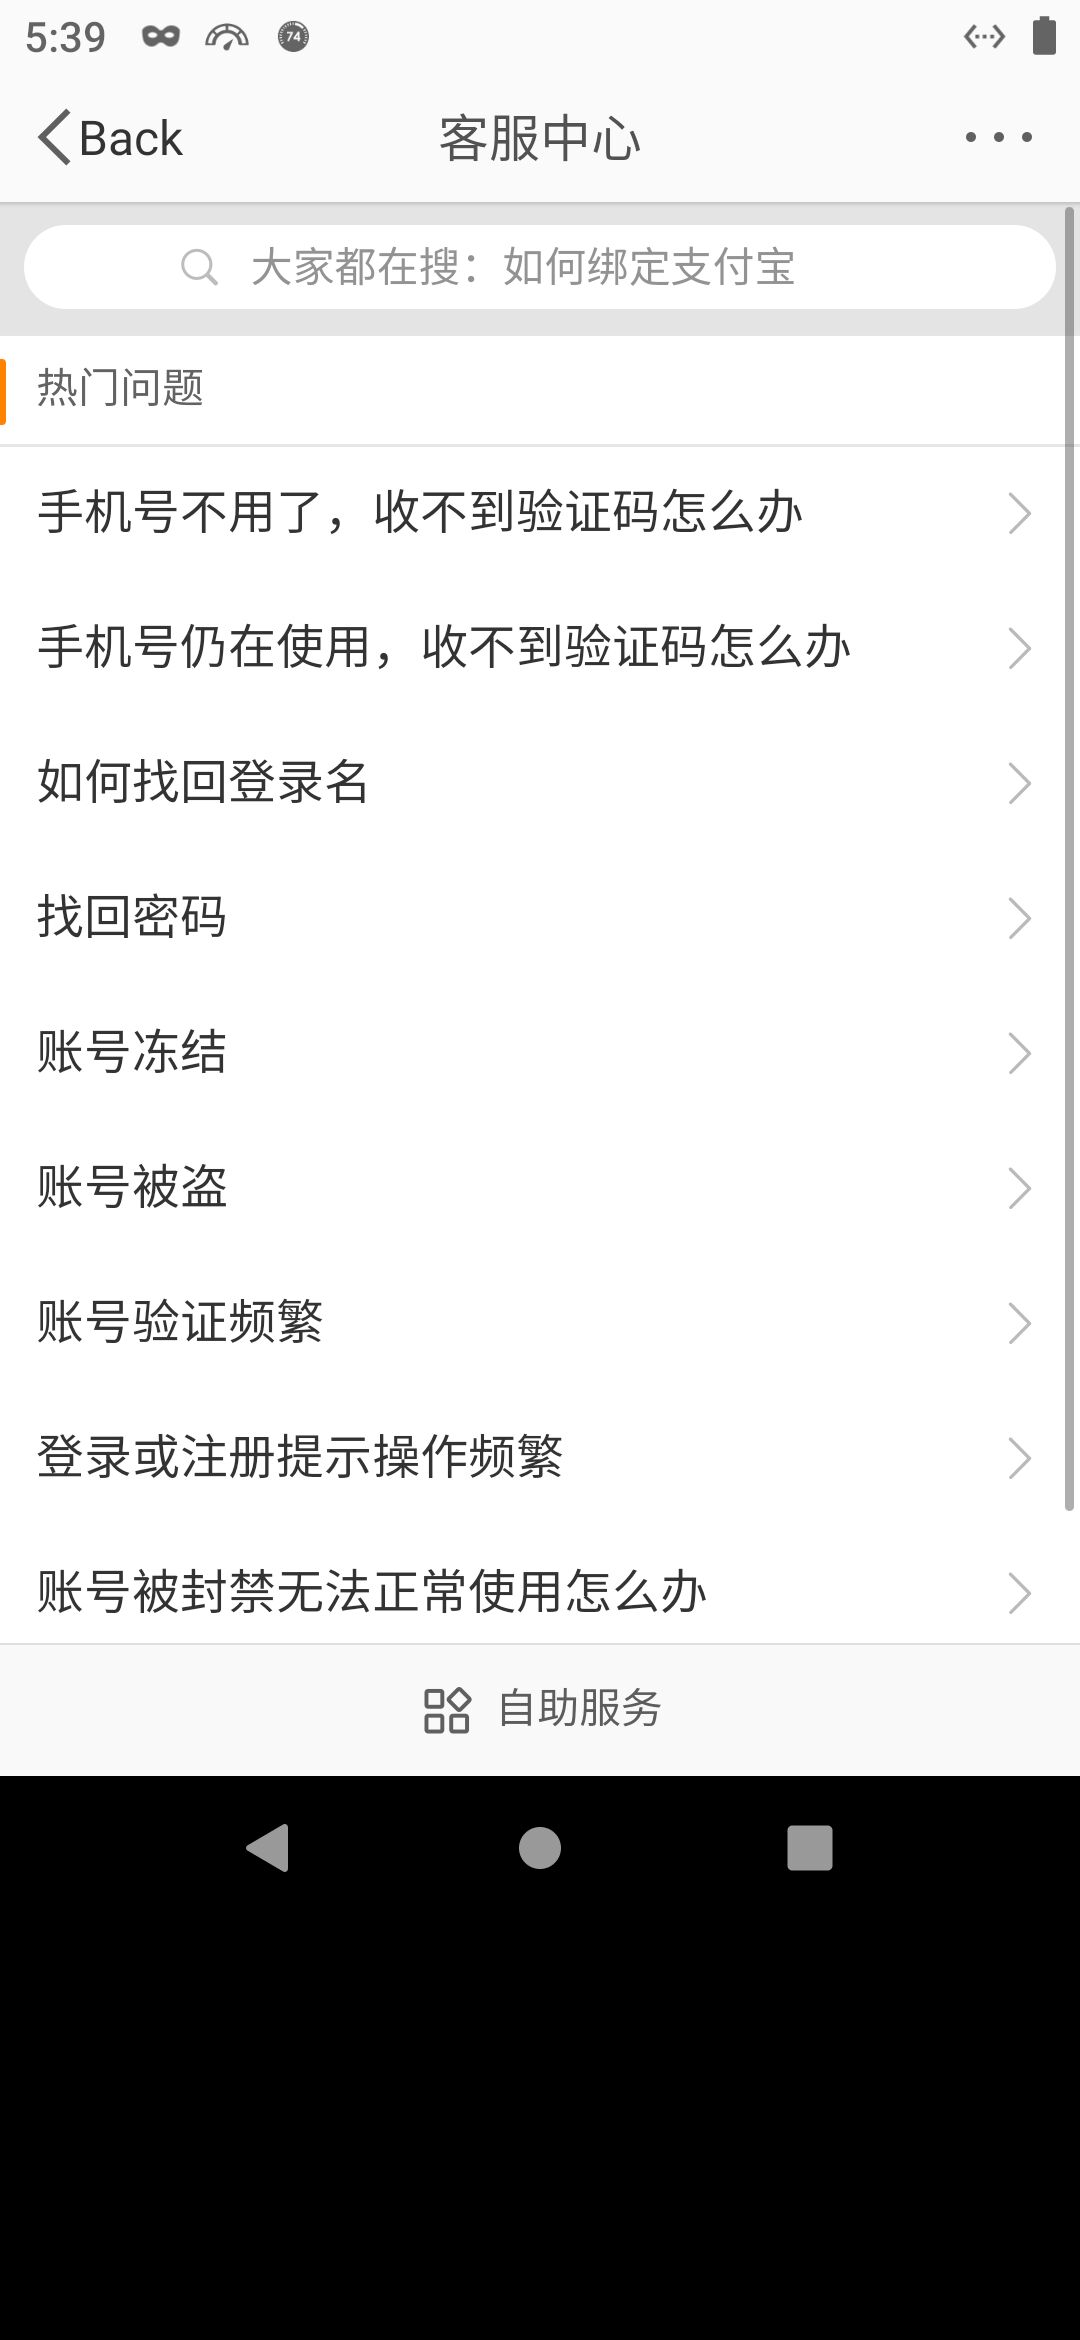 5:39
74
Back
客服中心
大家都在搜：如何绑定支付宝
热门问题
手机号不用了，收不到验证码怎么办
手机号仍在使用，收不到验证码怎么办
如何找回登录名
找回密码
账号冻结
账号被盗
账号验证频繁
登录或注册提示操作频繁
账号被封禁无法正常使用怎么办
自助服务